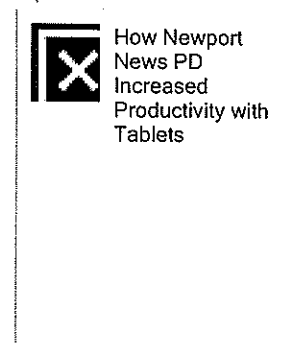 How Newport
News PD
Increased
Productivity with
Tablets